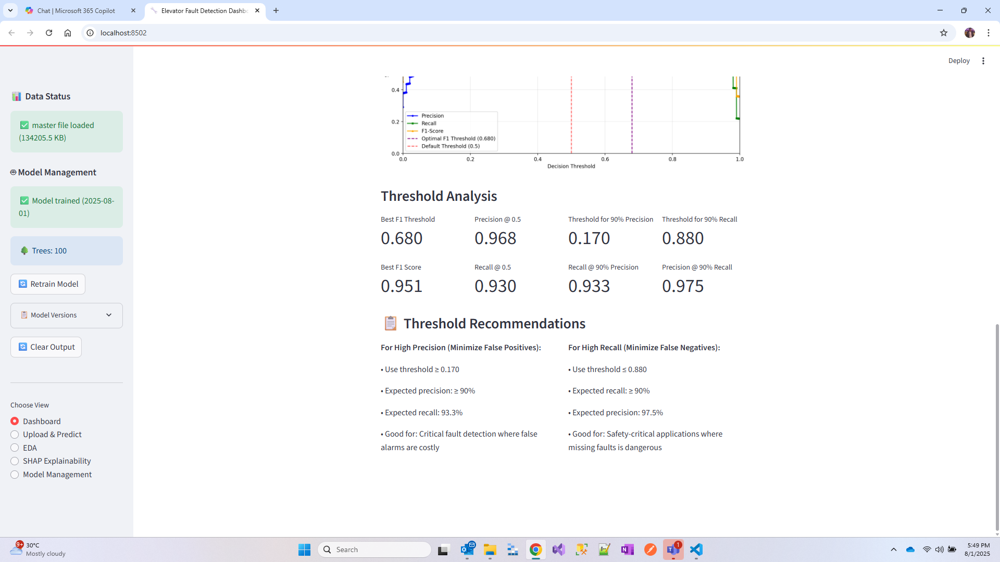 Chat | Microsoft 365 Copilot
Elevator Fault Detection Dashbo
localhost:8502
Deploy
Data Status
master file loaded
(134205.5 KB)
Model Management
Model trained (2025-08-
01)
Trees: 100
Retrain Model
Model Versions
Clear Output
Choose View
Dashboard
Upload & Predict
EDA
SHAP Explainability
Model Management
0.4
0.2
0.0
Precision
Recall
F1-Score
Optimal F1 Threshold (0.680)
Default Threshold (0.5)
0.0 0.2 0.4 0.6 0.8 1.0
Decision Threshold
Threshold Analysis
Best F1 Threshold Precision @ 0.5 Threshold for 90% Precision Threshold for 90% Recall
0.680 0.968 0.170 0.880
Best F1 Score Recall @ 0.5 Recall @ 90% Precision Precision @ 90% Recall
0.951 0.930 0.933 0.975
Threshold Recommendations
For High Precision (Minimize False Positives):
• Use threshold ≥ 0.170
• Expected precision: ≥ 90%
• Expected recall: 93.3%
• Good for: Critical fault detection where false
alarms are costly
For High Recall (Minimize False Negatives):
• Use threshold ≤ 0.880
• Expected recall: ≥ 90%
• Expected precision: 97.5%
• Good for: Safety-critical applications where
missing faults is dangerous
9+
30°C
Mostly cloudy
Search
1
5:49 PM
8/1/2025